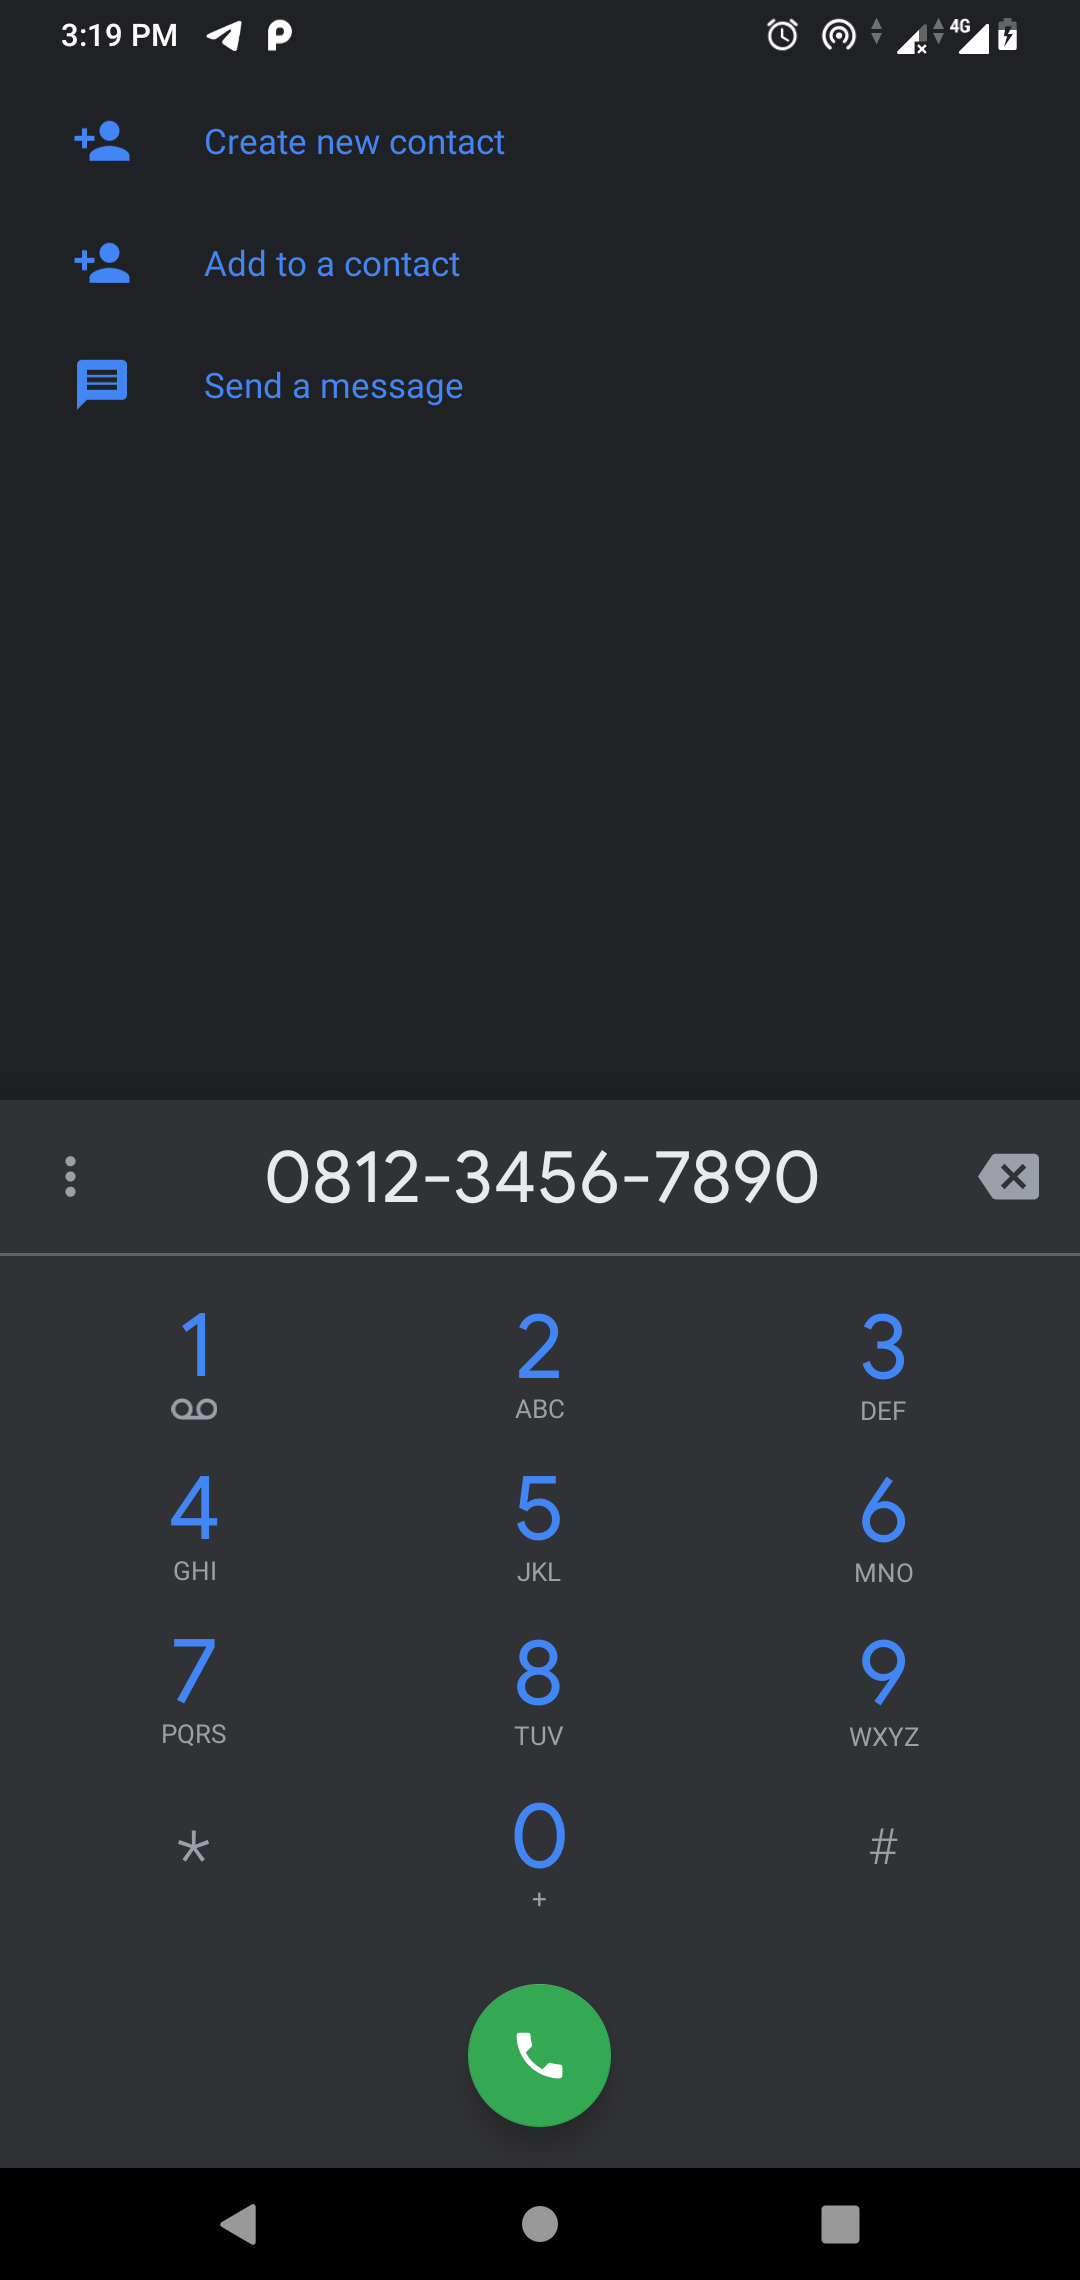 3:19 PM 4G
Create new contact
Add to a contact
Send a message
0812-3456-7890
1 2 3
ABC DEF
4 5 6
GHI JKL MNO
7 8 9
PQRS TUV WXYZ
* 0 #
+